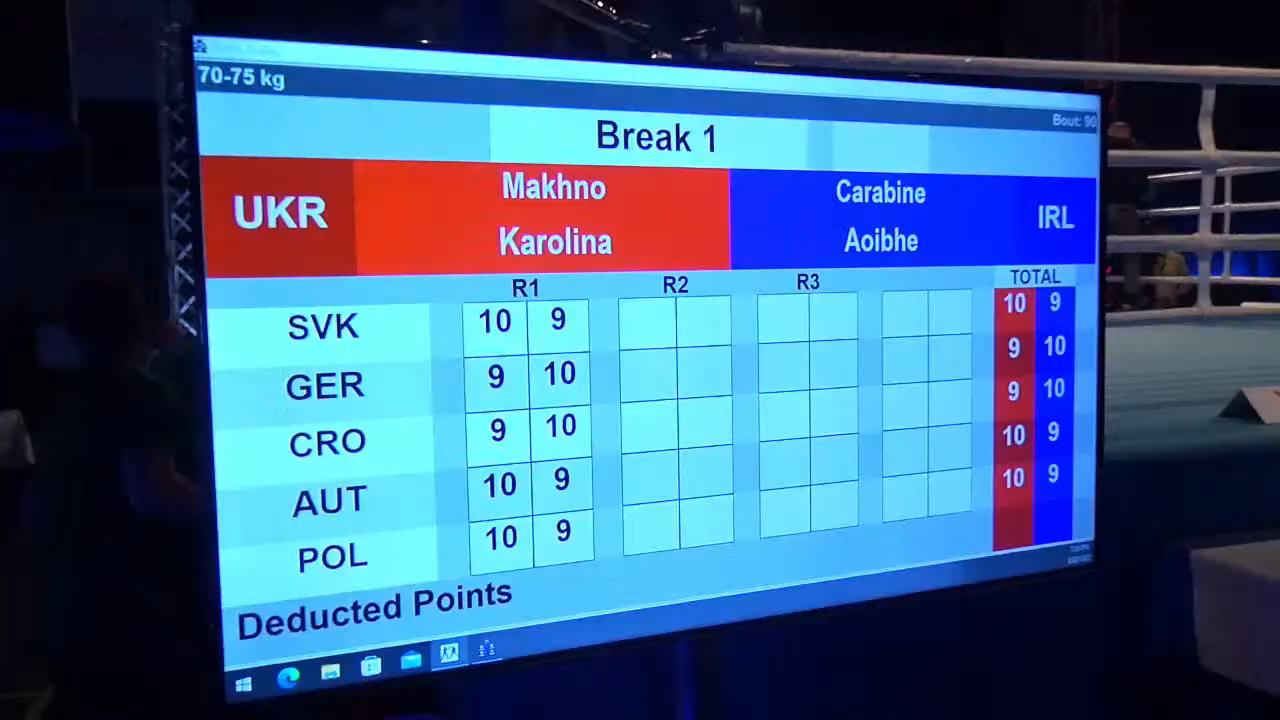 70-75 kg
Bout: 90
Break 1
UKR Makhno Karolina
Carabine Aoibhe IRL
R1 R2 R3 TOTAL
SVK 10 9 10 9
GER 9 10 9 10
CRO 9 10 9 10
AUT 10 9 10 9
POL 10 9 10 9
Deducted Points